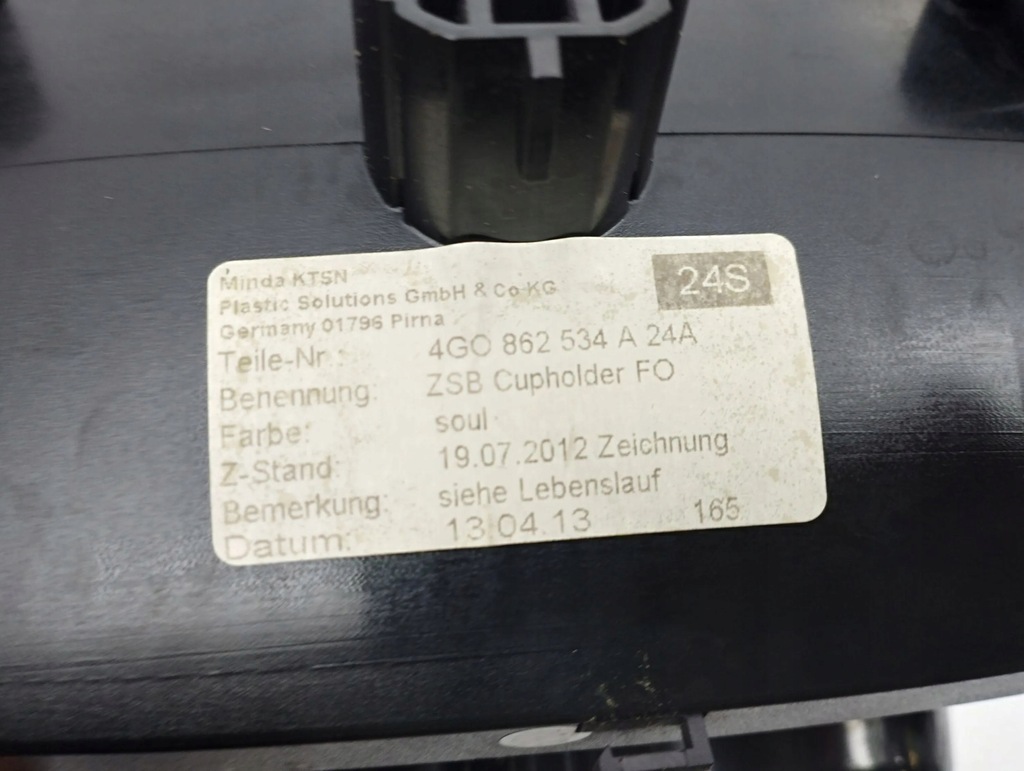 Minda KTSN
Plastic Solutions GmbH & Co KG
Germany 01796 Pirna
24S
Teile-Nr.: 4GO 862 534 A 24A
Benennung: ZSB Cupholder FO
Farbe: soul
Z-Stand: 19.07.2012 Zeichnung
Bemerkung: siehe Lebenslauf
Datum: 13.04.13 165